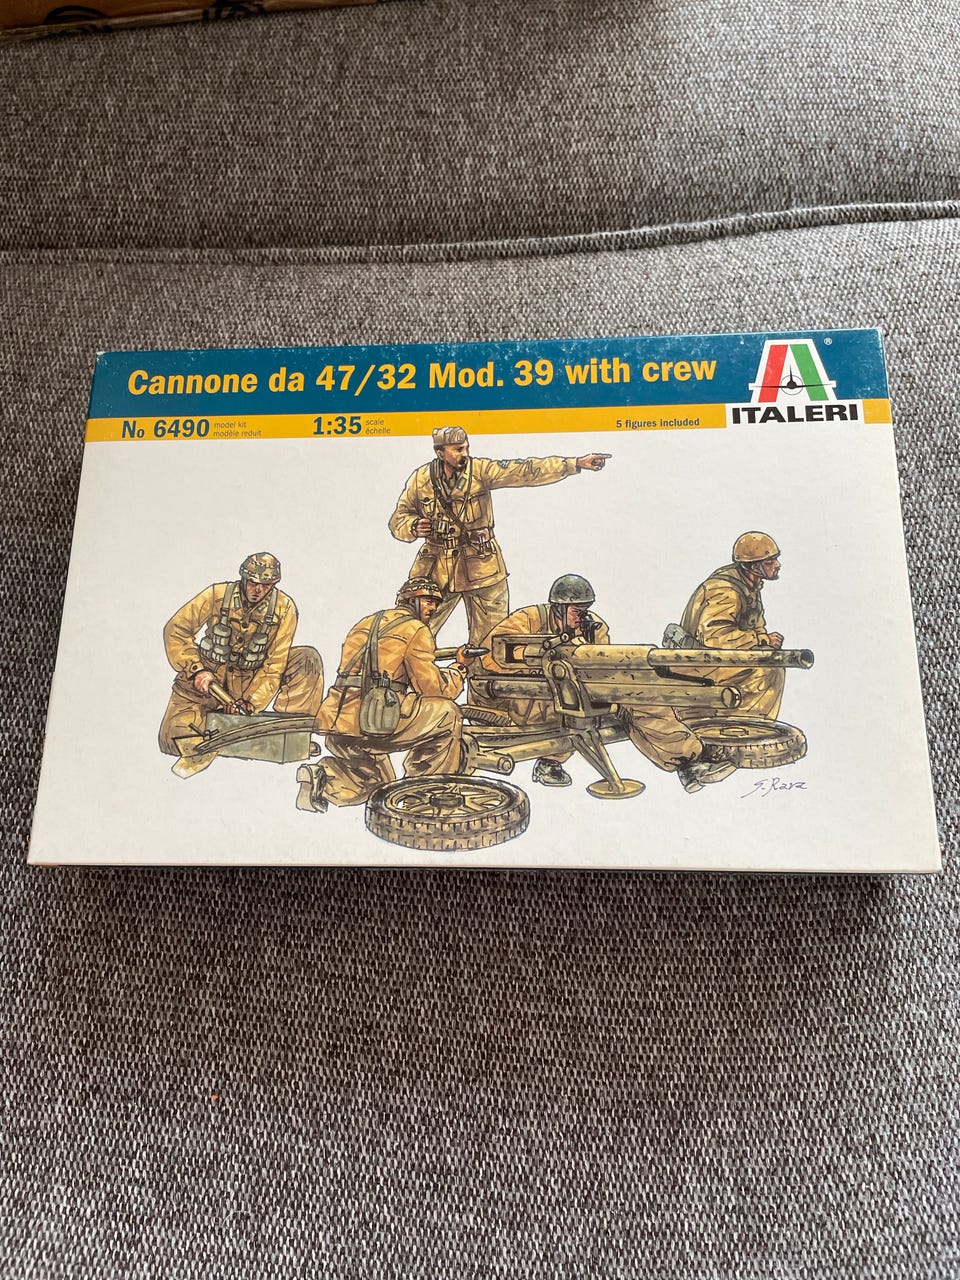 Cannone da 47/32 Mod. 39 with crew
®
ITALERI
No 6490 model kit
modèle reduit
1:35 scale
échelle
5 figures included
G. Rava